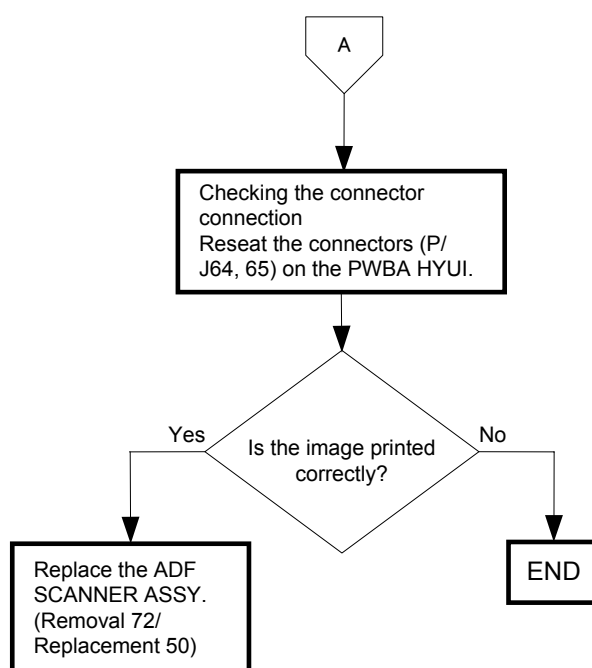 A
Checking the connector
connection
Reseat the connectors (P/
J64, 65) on the PWBA HYUI.
Yes
No
Is the image printed
correctly?
Replace the ADF
SCANNER ASSY.
(Removal 72/
Replacement 50)
END